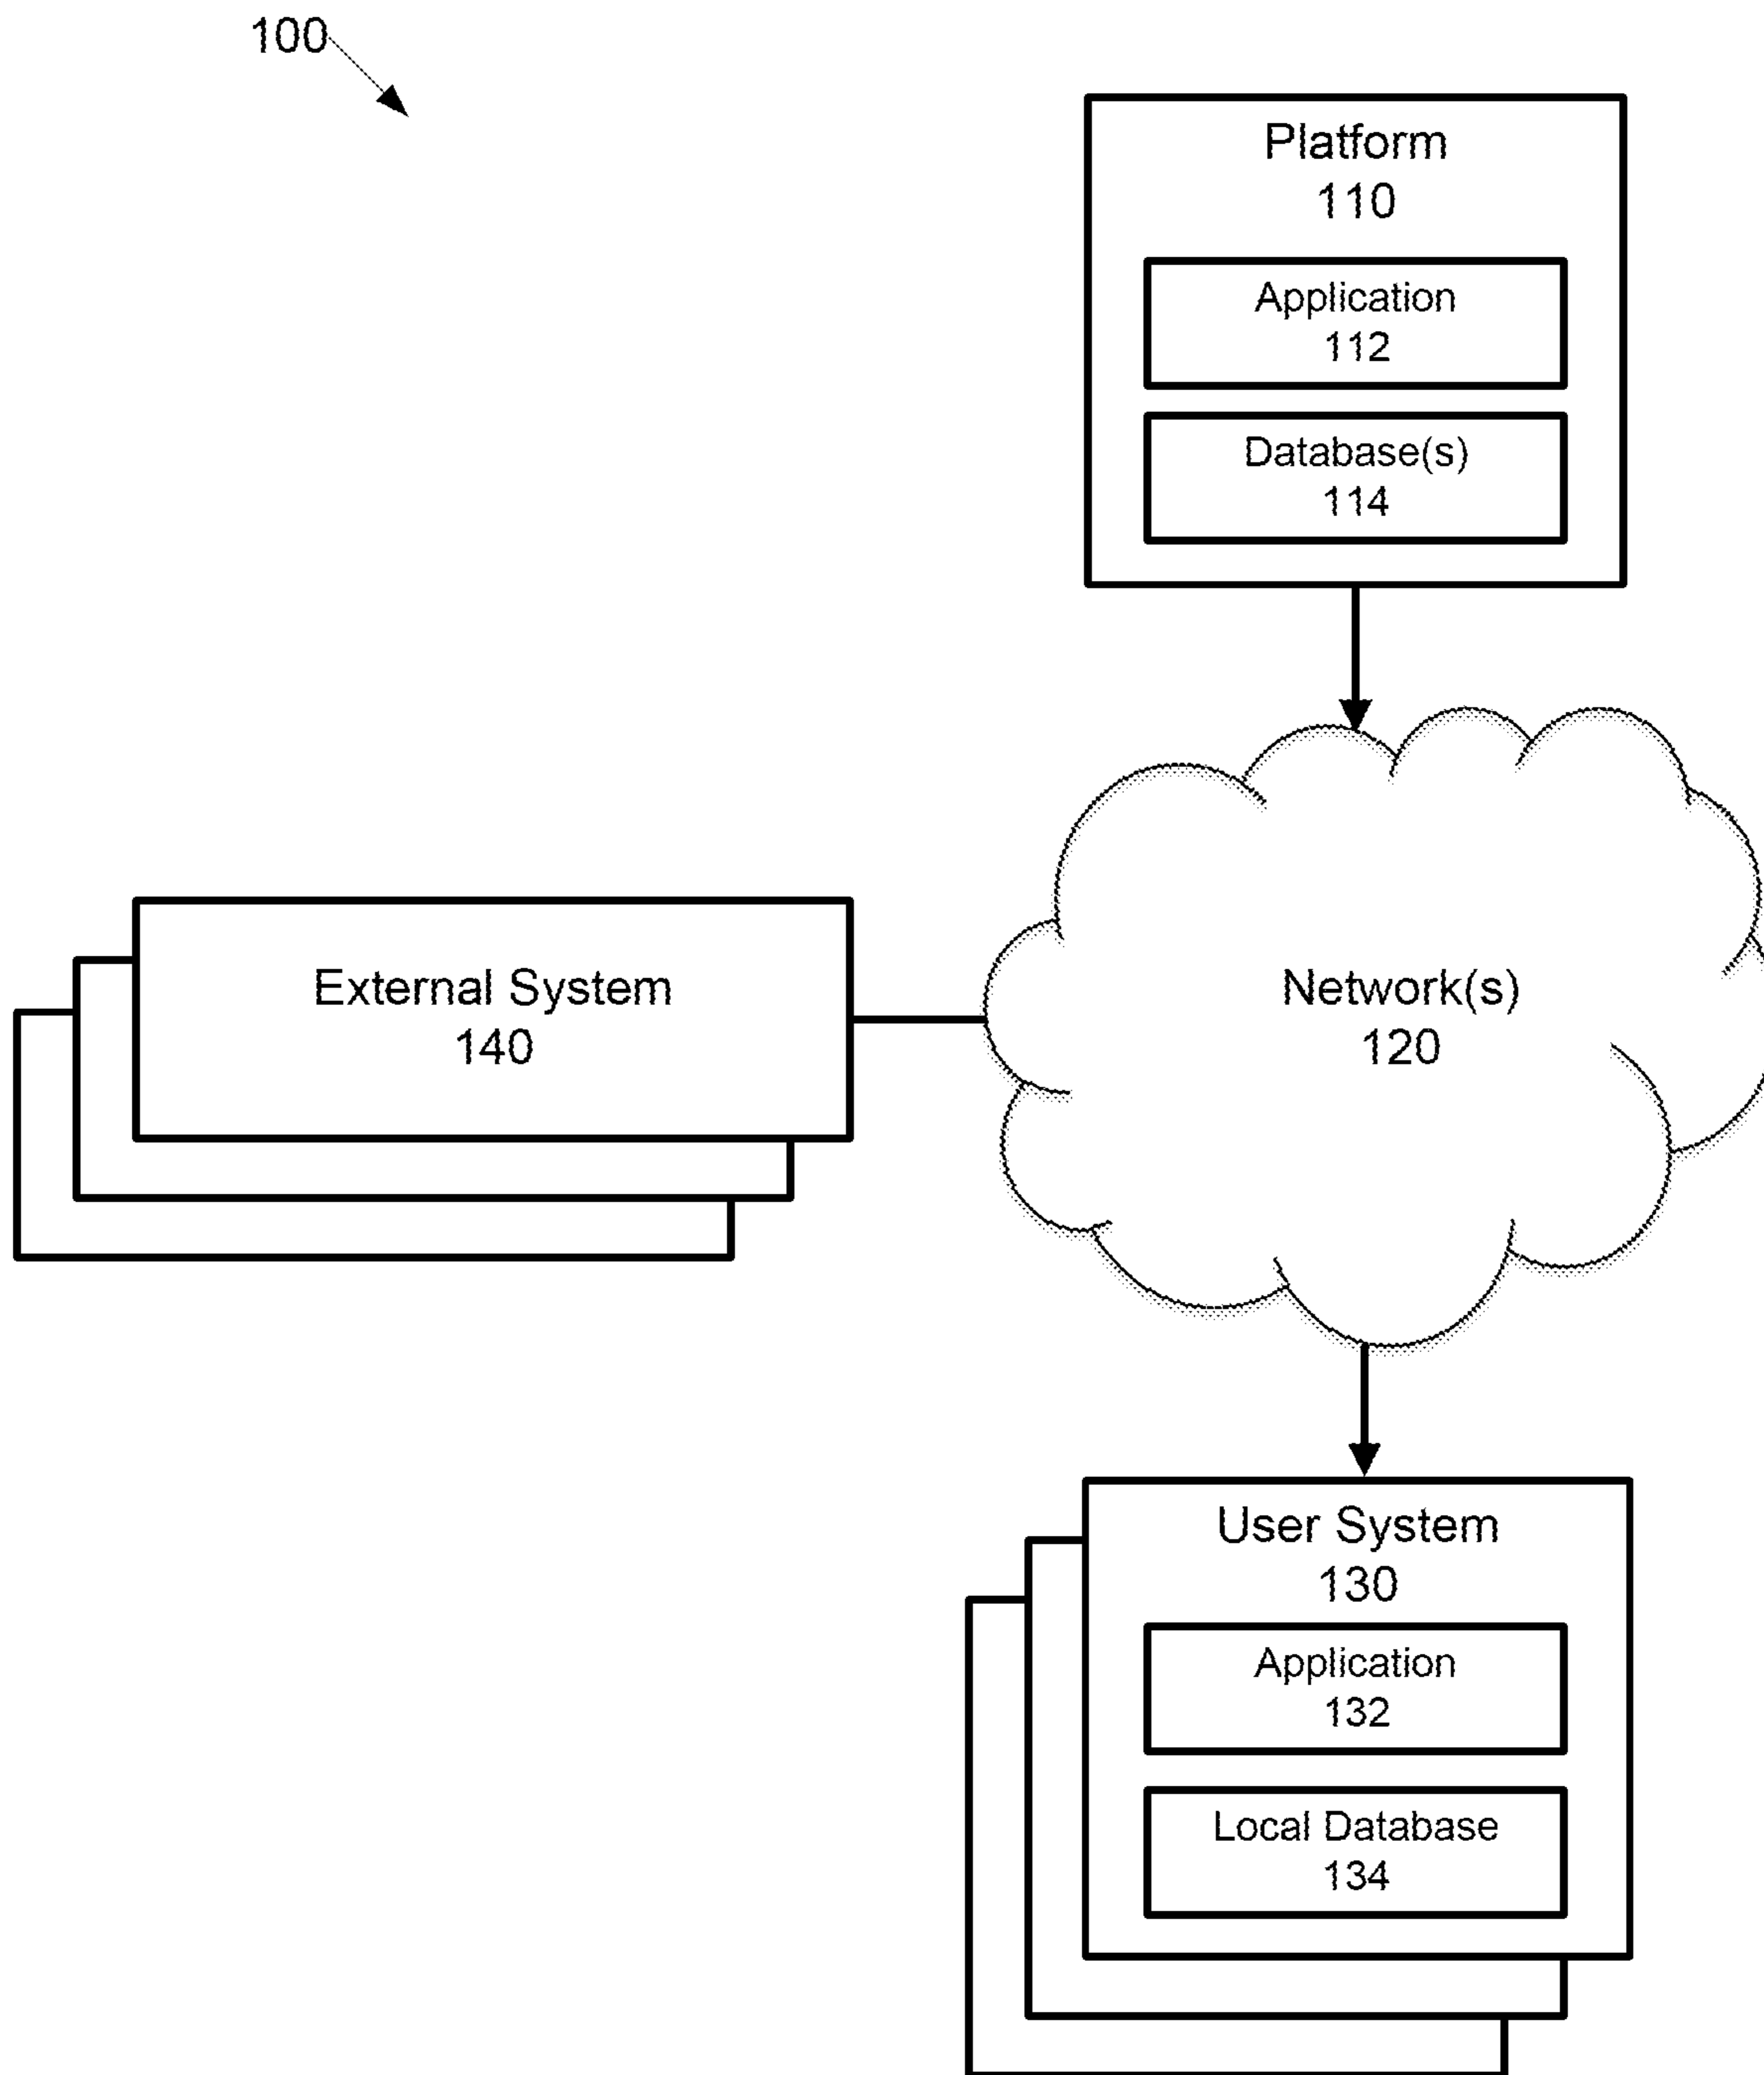 100
Platform
110
Application
112
Database(s)
114
External System
140
Network(s)
120
User System
130
Application
132
Local Database
134